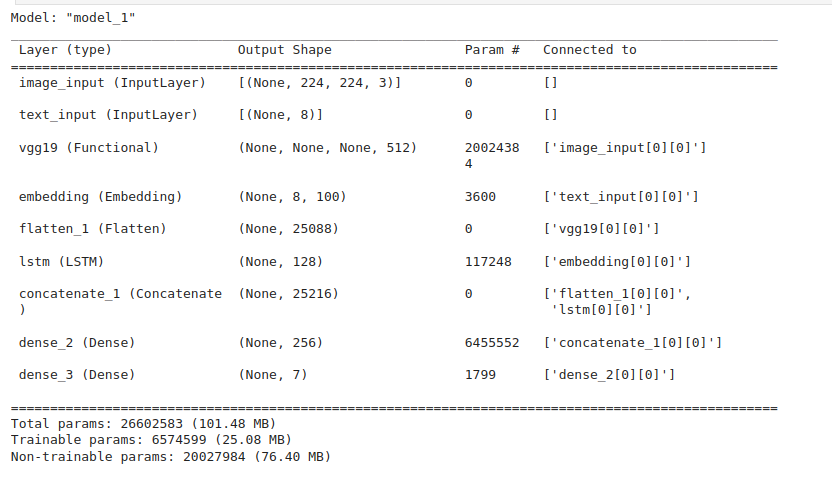 Model: "model_1"
Layer (type) Output Shape Param # Connected to
image_input (InputLayer) [(None, 224, 224, 3)] 0 []
text_input (InputLayer) [(None, 8)] 0 []
vgg19 (Functional) (None, None, None, 512) 2002438 ['image_input[0][0]']
4
embedding (Embedding) (None, 8, 100) 3600 ['text_input[0][0]']
flatten_1 (Flatten) (None, 25088) 0 ['vgg19[0][0]']
lstm (LSTM) (None, 128) 117248 ['embedding[0][0]']
concatenate_1 (Concatenate (None, 25216) 0 ['flatten_1[0][0]',
) 'lstm[0][0]']
dense_2 (Dense) (None, 256) 6455552 ['concatenate_1[0][0]']
dense_3 (Dense) (None, 7) 1799 ['dense_2[0][0]']
Total params: 26602583 (101.48 MB)
Trainable params: 6574599 (25.08 MB)
Non-trainable params: 20027984 (76.40 MB)